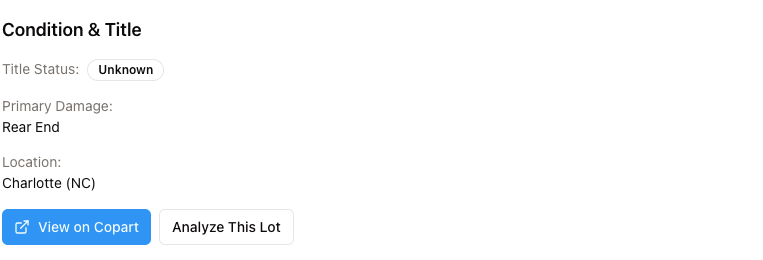 Condition & Title
Title Status: Unknown
Primary Damage:
Rear End
Location:
Charlotte (NC)
View on Copart Analyze This Lot